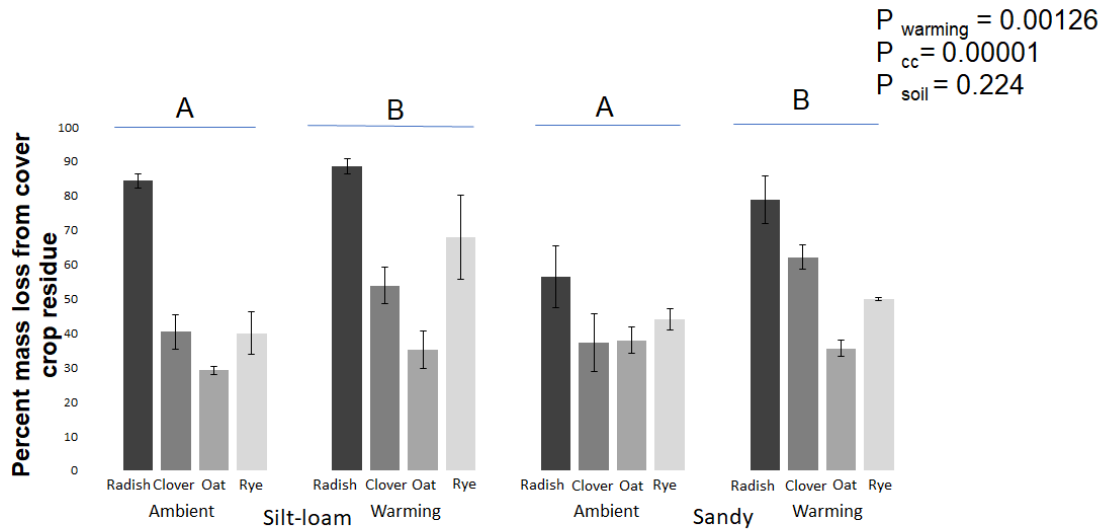 P warming = 0.00126
P cc= 0.00001
P soil = 0.224
A
B
A
B
Percent mass loss from cover
crop residue
100
90
80
70
60
50
40
30
20
10
0
Radish Clover Oat Rye
Radish Clover Oat Rye
Radish Clover Oat Rye
Radish Clover Oat Rye
Ambient
Warming
Ambient
Warming
Silt-loam
Sandy